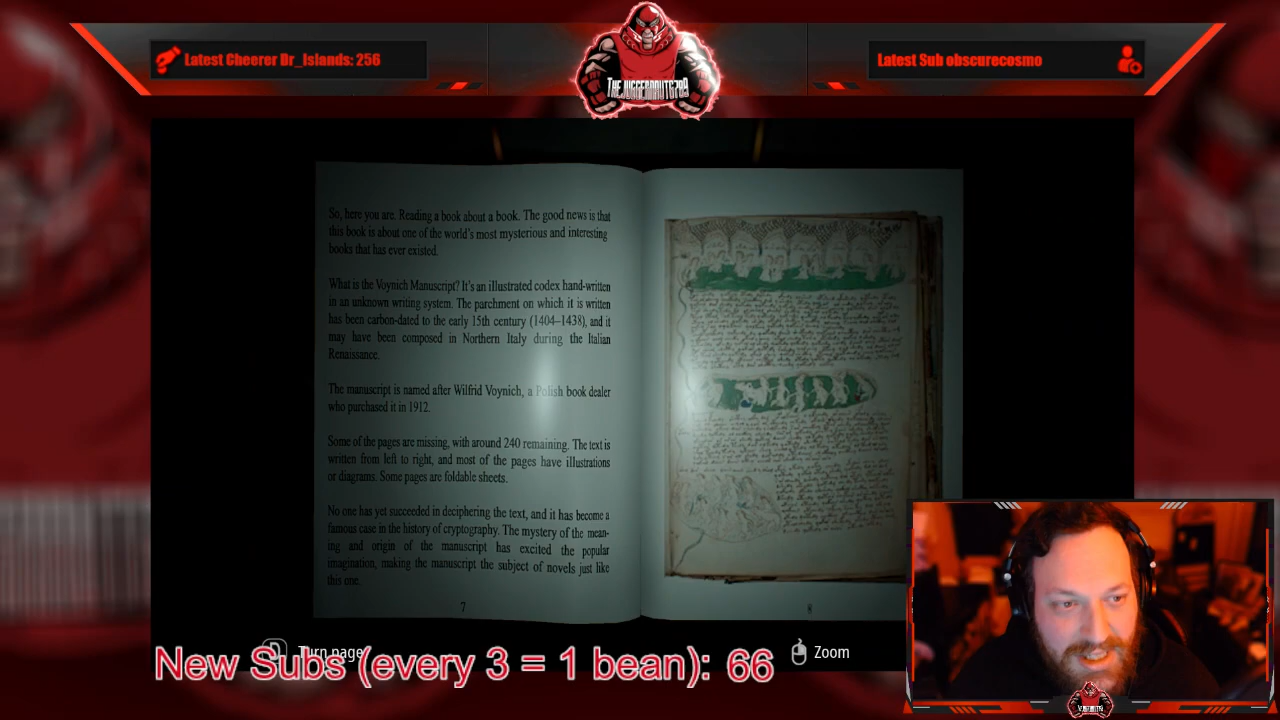 Latest Cheerer Dr_Islands: 256
THEJUGGERNAUT6789
Latest Sub obscurecosmo
So, here you are. Reading a book about a book. The good news is that
this book is about one of the world's most mysterious and interesting
books that has ever existed.
What is the Voynich Manuscript? It's an illustrated codex hand-written
in an unknown writing system. The parchment on which it is written
has been carbon-dated to the early 15th century (1404–1438), and it
may have been composed in Northern Italy during the Italian
Renaissance.
The manuscript is named after Wilfrid Voynich, a Polish book dealer
who purchased it in 1912.
Some of the pages are missing, with around 240 remaining. The text is
written from left to right, and most of the pages have illustrations
or diagrams. Some pages are foldable sheets.
No one has yet succeeded in deciphering the text, and it has become a
famous case in the history of cryptography. The mystery of the mean-
ing and origin of the manuscript has excited the popular
imagination, making the manuscript the subject of novels just like
this one.
7
8
D Turn page
Zoom
New Subs (every 3 = 1 bean): 66